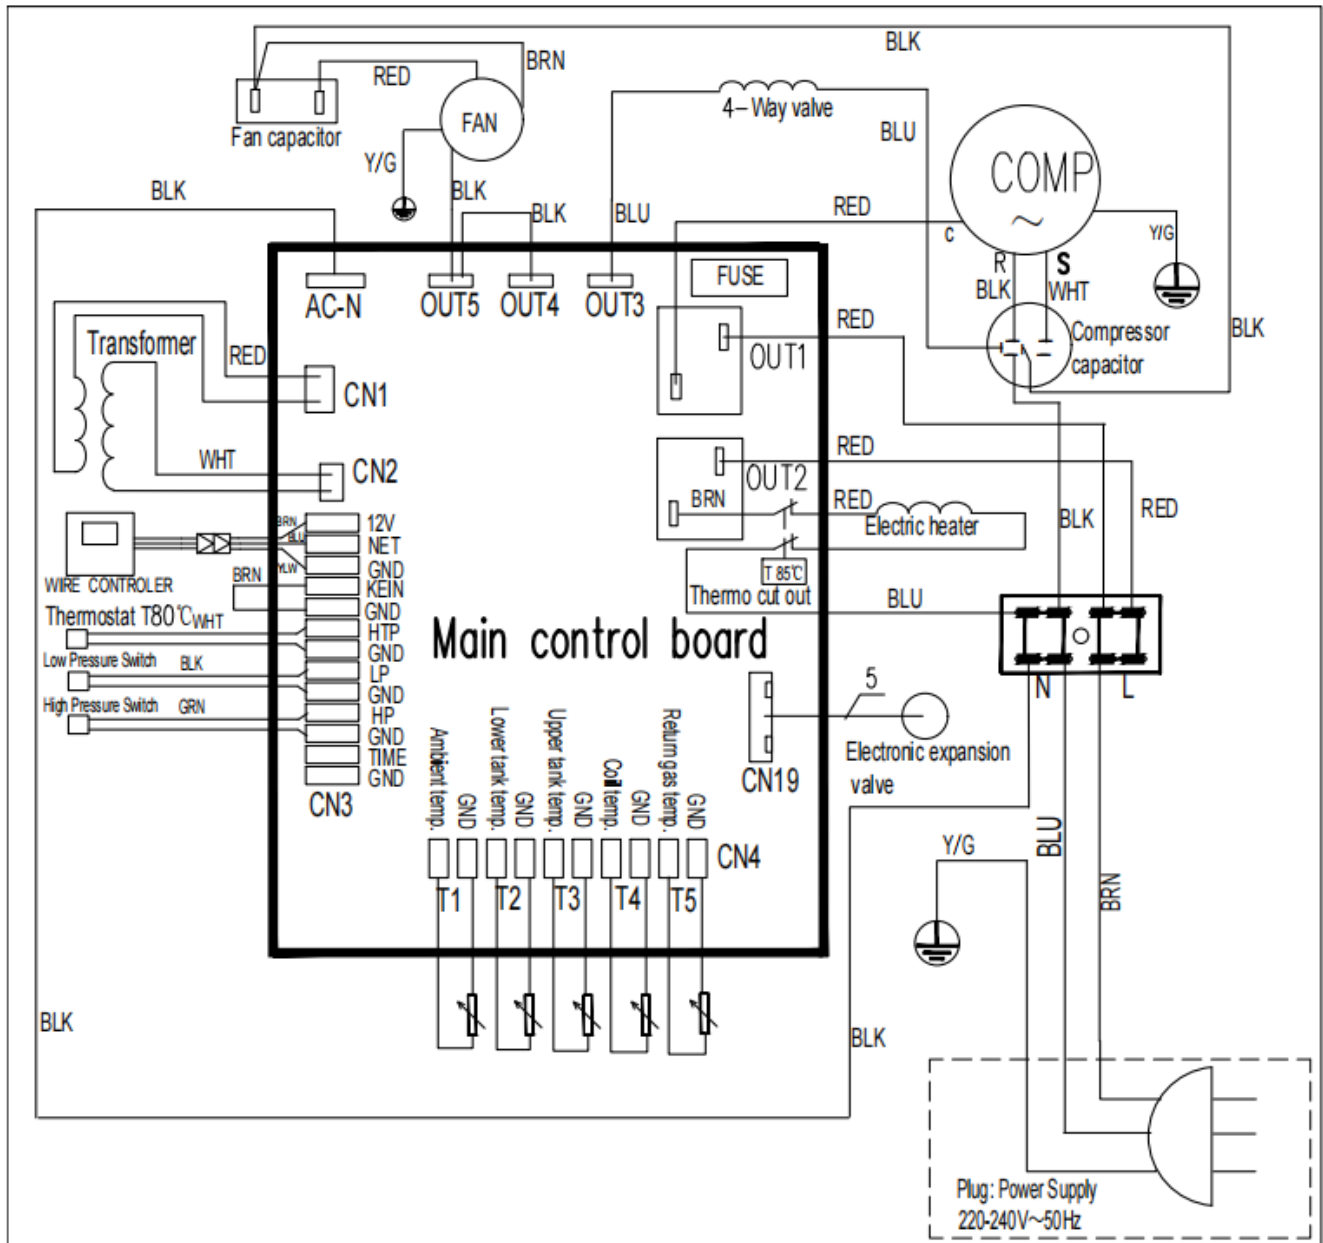 BLK
BRN
RED
FAN
Fan capacitor
Y/G
4-Way valve
BLU
COMP
~
BLK
BLK
BLK
BLU
RED
C
Y/G
R
S
BLK
WHT
AC-N
OUT5
OUT4
OUT3
FUSE
Transformer
RED
RED
OUT1
Compressor
capacitor
BLK
CN1
WHT
CN2
RED
OUT2
BRN
RED
Electric heater
BLK
RED
BRN
BLU
YLW
12V
NET
GND
KEIN
GND
HTP
GND
LP
GND
HP
GND
TIME
GND
CN3
WIRE CONTROLER
BRN
Thermostat T80℃
WHT
Low Pressure Switch
BLK
High Pressure Switch
GRN
T 85℃
Thermo cut out
BLU
Main control board
N
L
5
CN19
Electronic expansion
valve
Ambient temp.
GND
Lower tank temp.
GND
Upper tank temp.
GND
Coil temp.
GND
Return gas temp.
GND
CN4
T1
T2
T3
T4
T5
Y/G
BLU
BRN
BLK
BLK
Plug: Power Supply
220-240V~50Hz